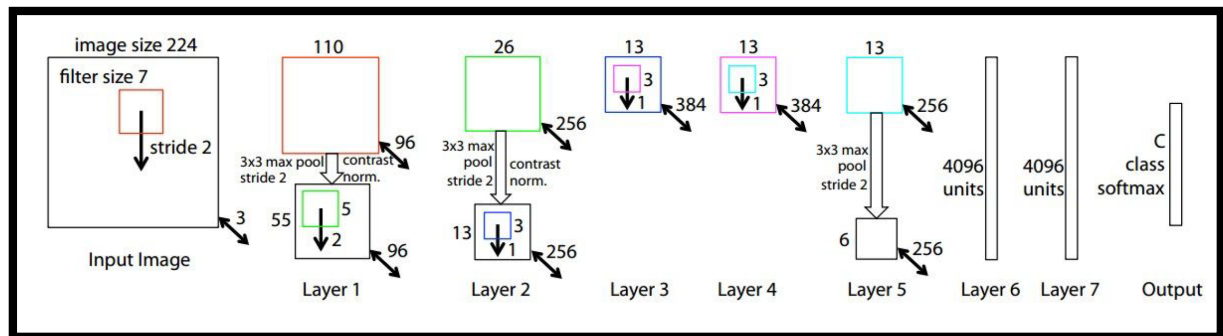 image size 224
filter size 7
stride 2
3
Input Image
110
96
3x3 max pool
stride 2
contrast
norm.
55
5
2
96
Layer 1
26
256
3x3 max
pool
stride 2
contrast
norm.
13
3
1
256
Layer 2
13
3
1
384
Layer 3
13
3
1
384
Layer 4
13
256
3x3 max
pool
stride 2
6
256
Layer 5
4096
units
Layer 6
4096
units
Layer 7
C
class
softmax
Output